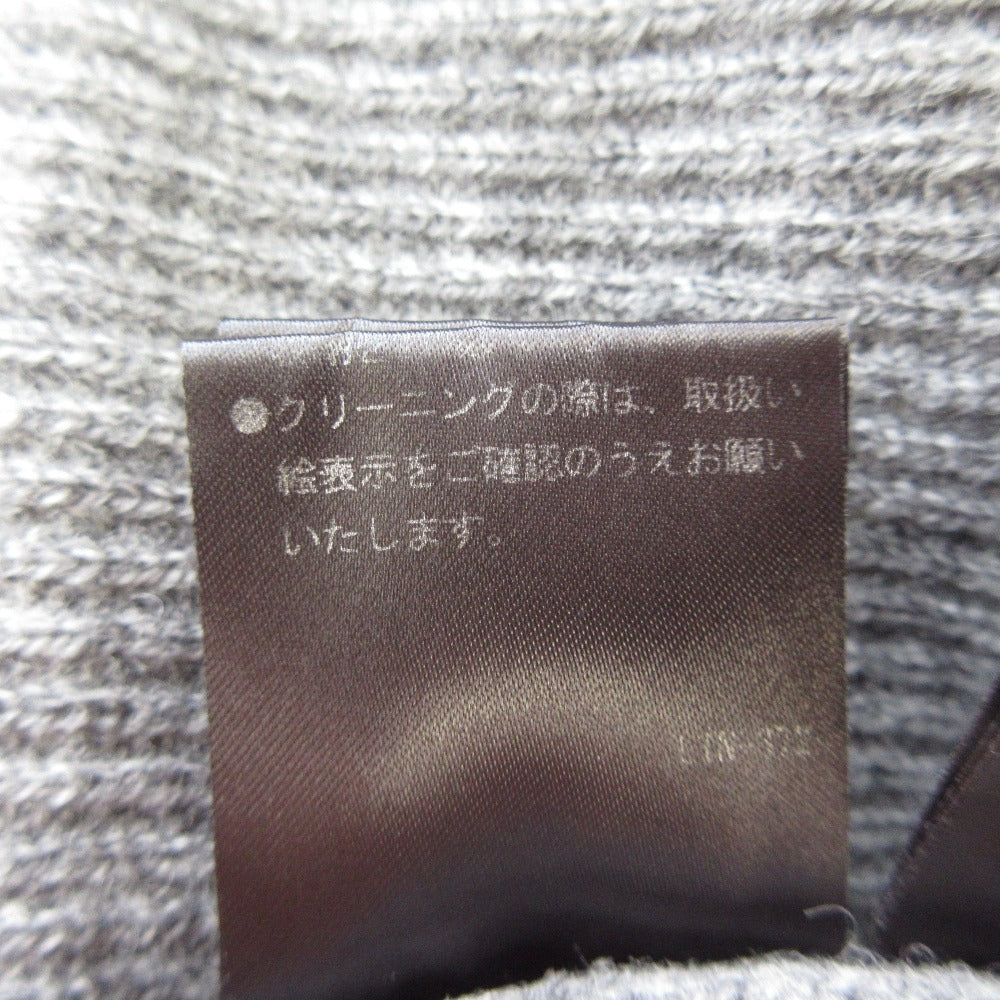 ●クリーニングの際は、取扱い
絵表示をご確認のうえお願い
いたします。